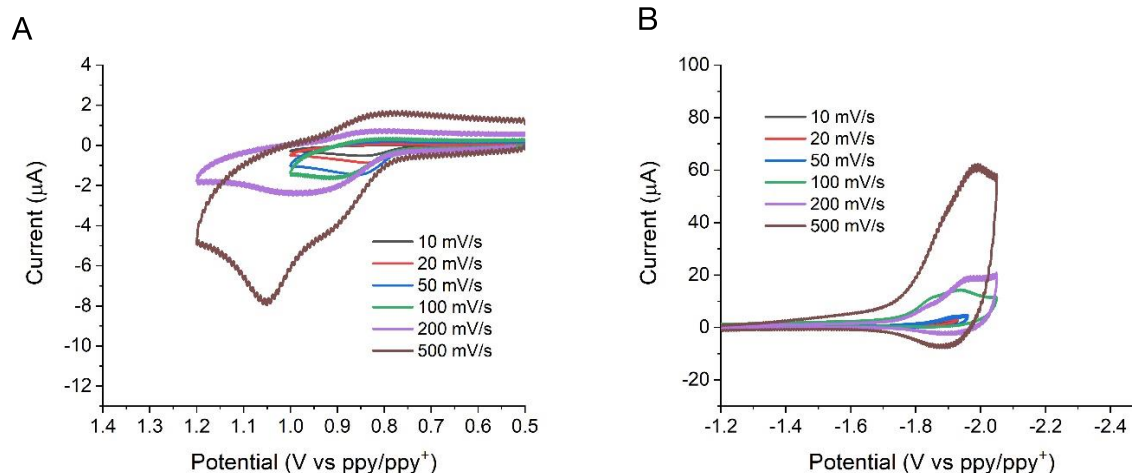 A
4
2
0
-2
-4
-6
-8
-10
-12
Current (μA)
10 mV/s
20 mV/s
50 mV/s
100 mV/s
200 mV/s
500 mV/s
1.4 1.3 1.2 1.1 1.0 0.9 0.8 0.7 0.6 0.5
Potential (V vs ppy/ppy⁺)
B
100
80
60
40
20
0
-20
Current (μA)
10 mV/s
20 mV/s
50 mV/s
100 mV/s
200 mV/s
500 mV/s
-1.2 -1.4 -1.6 -1.8 -2.0 -2.2 -2.4
Potential (V vs ppy/ppy⁺)